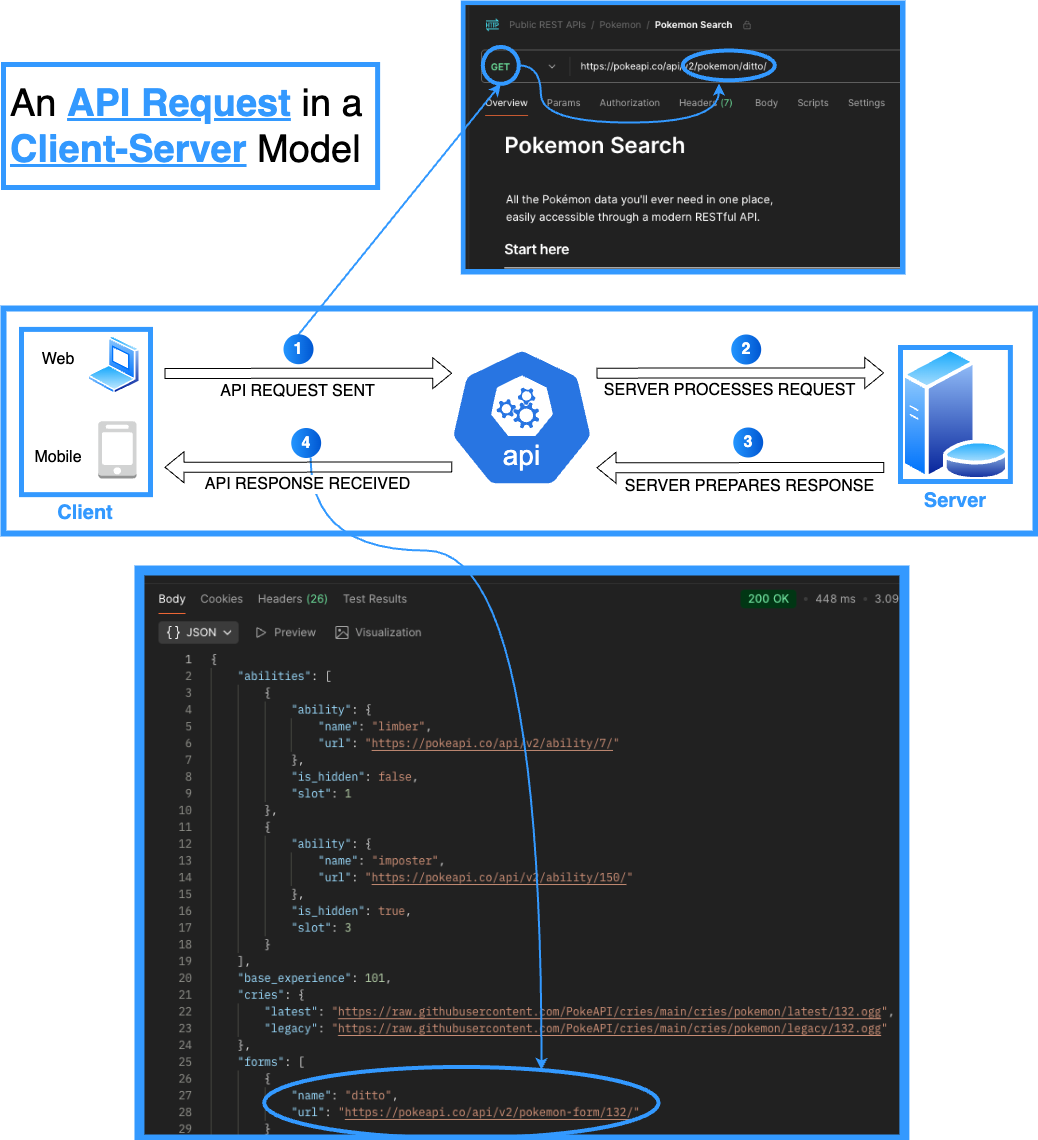 An API Request in a
Client-Server Model
Public REST APIs / Pokemon / Pokemon Search
GET
https://pokeapi.co/api/v2/pokemon/ditto/
Overview Params Authorization Headers (7) Body Scripts Settings
Pokemon Search
All the Pokémon data you'll ever need in one place,
easily accessible through a modern RESTful API.
Start here
Web
Mobile
Client
1
API REQUEST SENT
4
API RESPONSE RECEIVED
api
2
SERVER PROCESSES REQUEST
3
SERVER PREPARES RESPONSE
Server
Body Cookies Headers (26) Test Results 200 OK • 448 ms • 3.09
{} JSON Preview Visualization
1 {
2 "abilities": [
3 {
4 "ability": {
5 "name": "limber",
6 "url": "https://pokeapi.co/api/v2/ability/7/"
7 },
8 "is_hidden": false,
9 "slot": 1
10 },
11 {
12 "ability": {
13 "name": "imposter",
14 "url": "https://pokeapi.co/api/v2/ability/150/"
15 },
16 "is_hidden": true,
17 "slot": 3
18 }
19 ],
20 "base_experience": 101,
21 "cries": {
22 "latest": "https://raw.githubusercontent.com/PokeAPI/cries/main/cries/pokemon/latest/132.ogg",
23 "legacy": "https://raw.githubusercontent.com/PokeAPI/cries/main/cries/pokemon/legacy/132.ogg"
24 },
25 "forms": [
26 {
27 "name": "ditto",
28 "url": "https://pokeapi.co/api/v2/pokemon-form/132/"
29 }